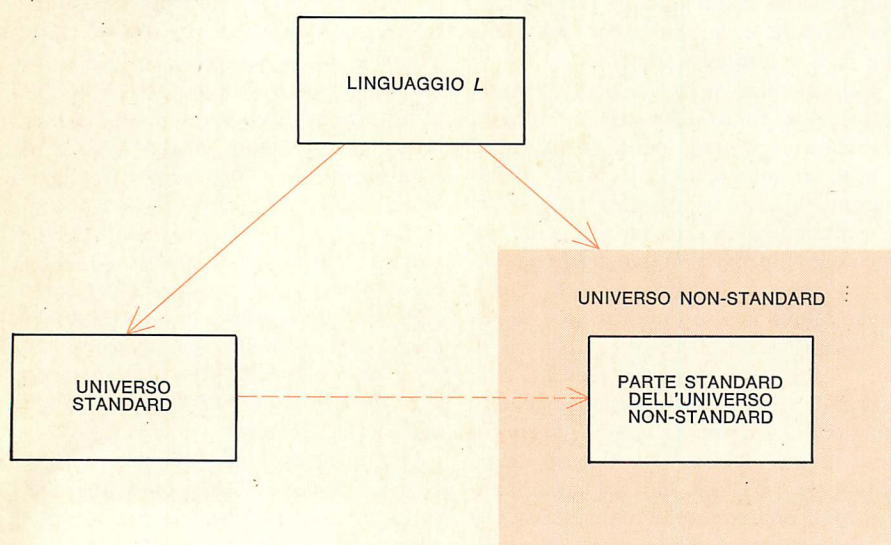 LINGUAGGIO L
UNIVERSO NON-STANDARD
UNIVERSO
STANDARD
PARTE STANDARD
DELL'UNIVERSO
NON-STANDARD